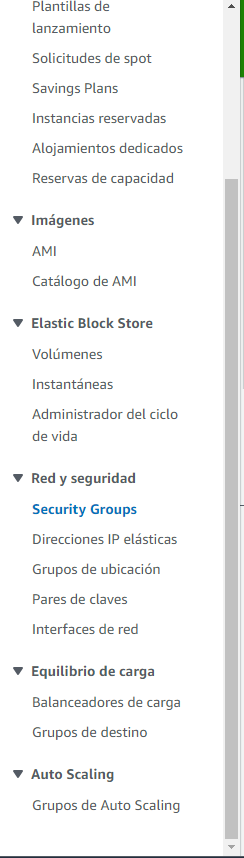 Plantillas de
lanzamiento
Solicitudes de spot
Savings Plans
Instancias reservadas
Alojamientos dedicados
Reservas de capacidad
Imágenes
AMI
Catálogo de AMI
Elastic Block Store
Volúmenes
Instantáneas
Administrador del ciclo
de vida
Red y seguridad
Security Groups
Direcciones IP elásticas
Grupos de ubicación
Pares de claves
Interfaces de red
Equilibrio de carga
Balanceadores de carga
Grupos de destino
Auto Scaling
Grupos de Auto Scaling